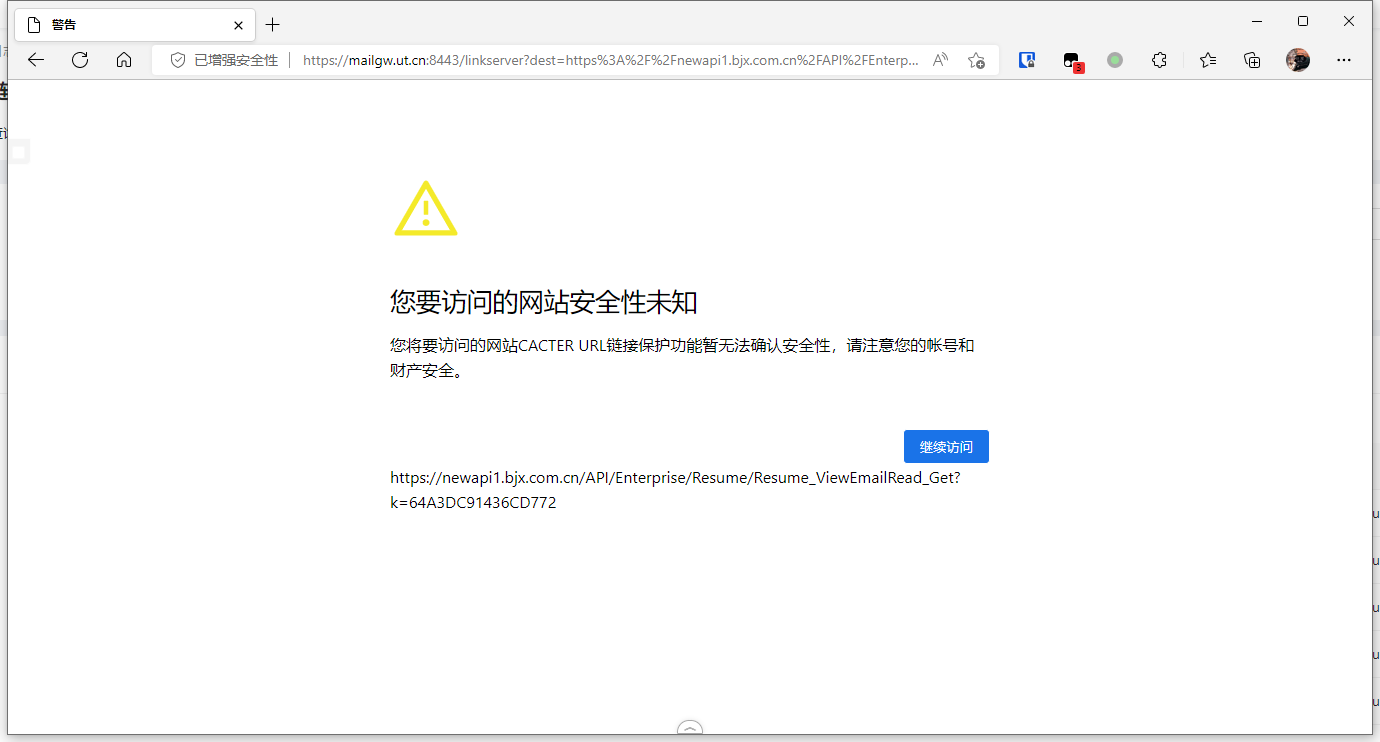 警告
已增强安全性
https://mailgw.ut.cn:8443/linkserver?dest=https%3A%2F%2Fnewapi1.bjx.com.cn%2FAPI%2FEnterp...
3
您要访问的网站安全性未知
您将要访问的网站CACTER URL链接保护功能暂无法确认安全性，请注意您的帐号和
财产安全。
继续访问
https://newapi1.bjx.com.cn/API/Enterprise/Resume/Resume_ViewEmailRead_Get?
k=64A3DC91436CD772